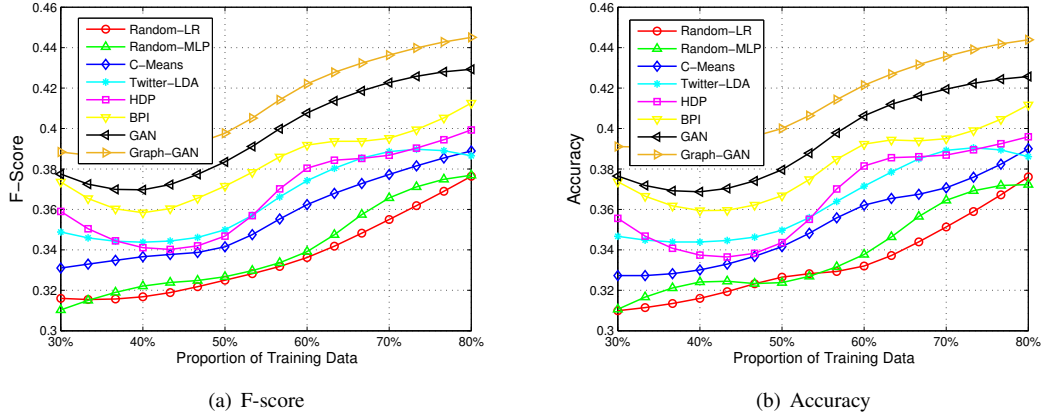 0.46
0.44
0.42
0.4
0.38
0.36
0.34
0.32
0.3
F-Score
Random-LR
Random-MLP
C-Means
Twitter-LDA
HDP
BPI
GAN
Graph-GAN
30% 40% 50% 60% 70% 80%
Proportion of Training Data
(a) F-score
0.46
0.44
0.42
0.4
0.38
0.36
0.34
0.32
0.3
Accuracy
Random-LR
Random-MLP
C-Means
Twitter-LDA
HDP
BPI
GAN
Graph-GAN
30% 40% 50% 60% 70% 80%
Proportion of Training Data
(b) Accuracy